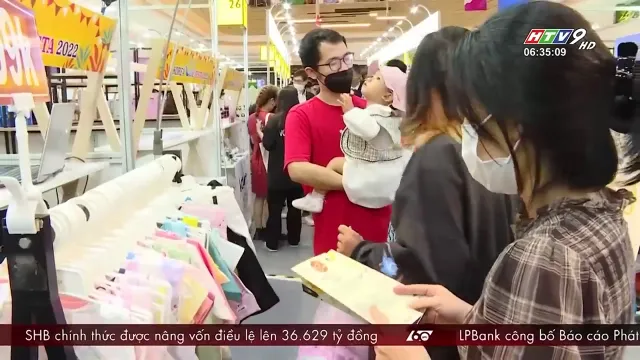 26
HTV9 HD
06:35:09
TA 2022
SHB chính thức được nâng vốn điều lệ lên 36.629 tỷ đồng
LPBank công bố Báo cáo Phát